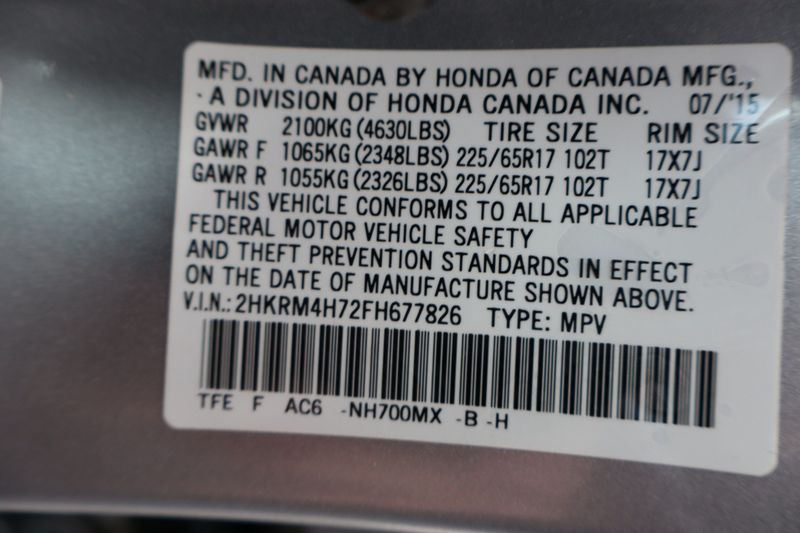 MFD. IN CANADA BY HONDA OF CANADA MFG.,
· A DIVISION OF HONDA CANADA INC. 07/'15
GVWR 2100KG (4630LBS) TIRE SIZE RIM SIZE
GAWR F 1065KG (2348LBS) 225/65R17 102T 17X7J
GAWR R 1055KG (2326LBS) 225/65R17 102T 17X7J
THIS VEHICLE CONFORMS TO ALL APPLICABLE
FEDERAL MOTOR VEHICLE SAFETY
AND THEFT PREVENTION STANDARDS IN EFFECT
ON THE DATE OF MANUFACTURE SHOWN ABOVE.
V.I.N.: 2HKRM4H72FH677826 TYPE: MPV
TFE F AC6 -NH700MX -B -H